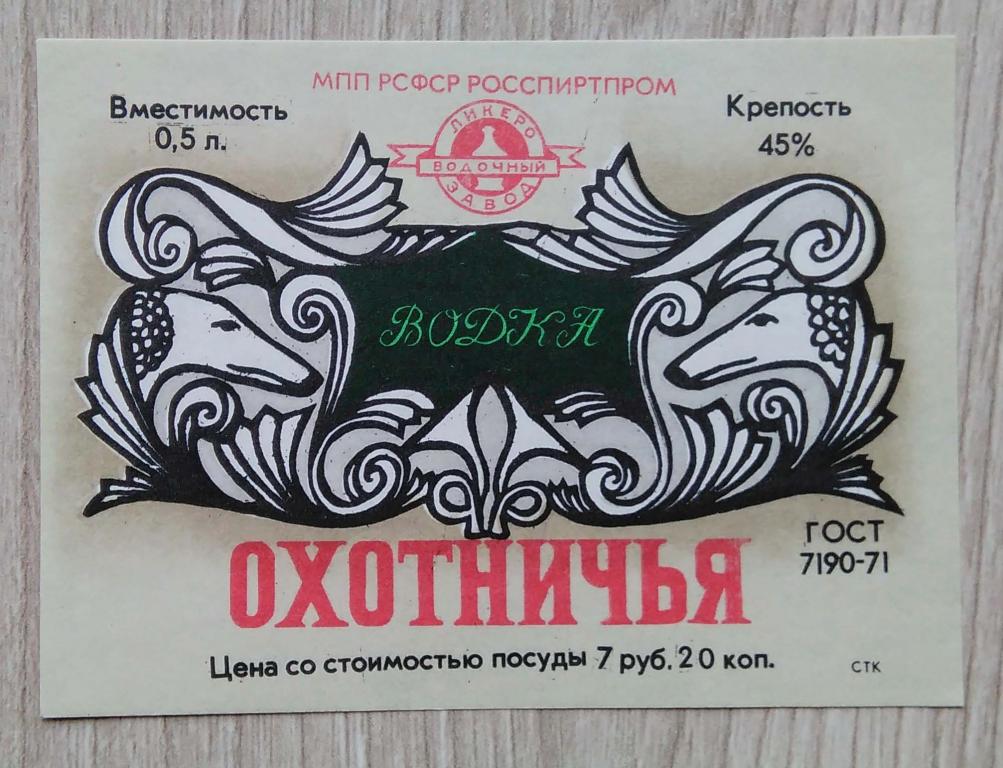 МПП РСФСР РОССПИРТПРОМ
Вместимость
0,5 л.
ЛИКЕРО
ВОДОЧНЫЙ
ЗАВОД
Крепость
45%
ВОДКА
ОХОТНИЧЬЯ
ГОСТ
7190-71
Цена со стоимостью посуды 7 руб. 20 коп.
СТК